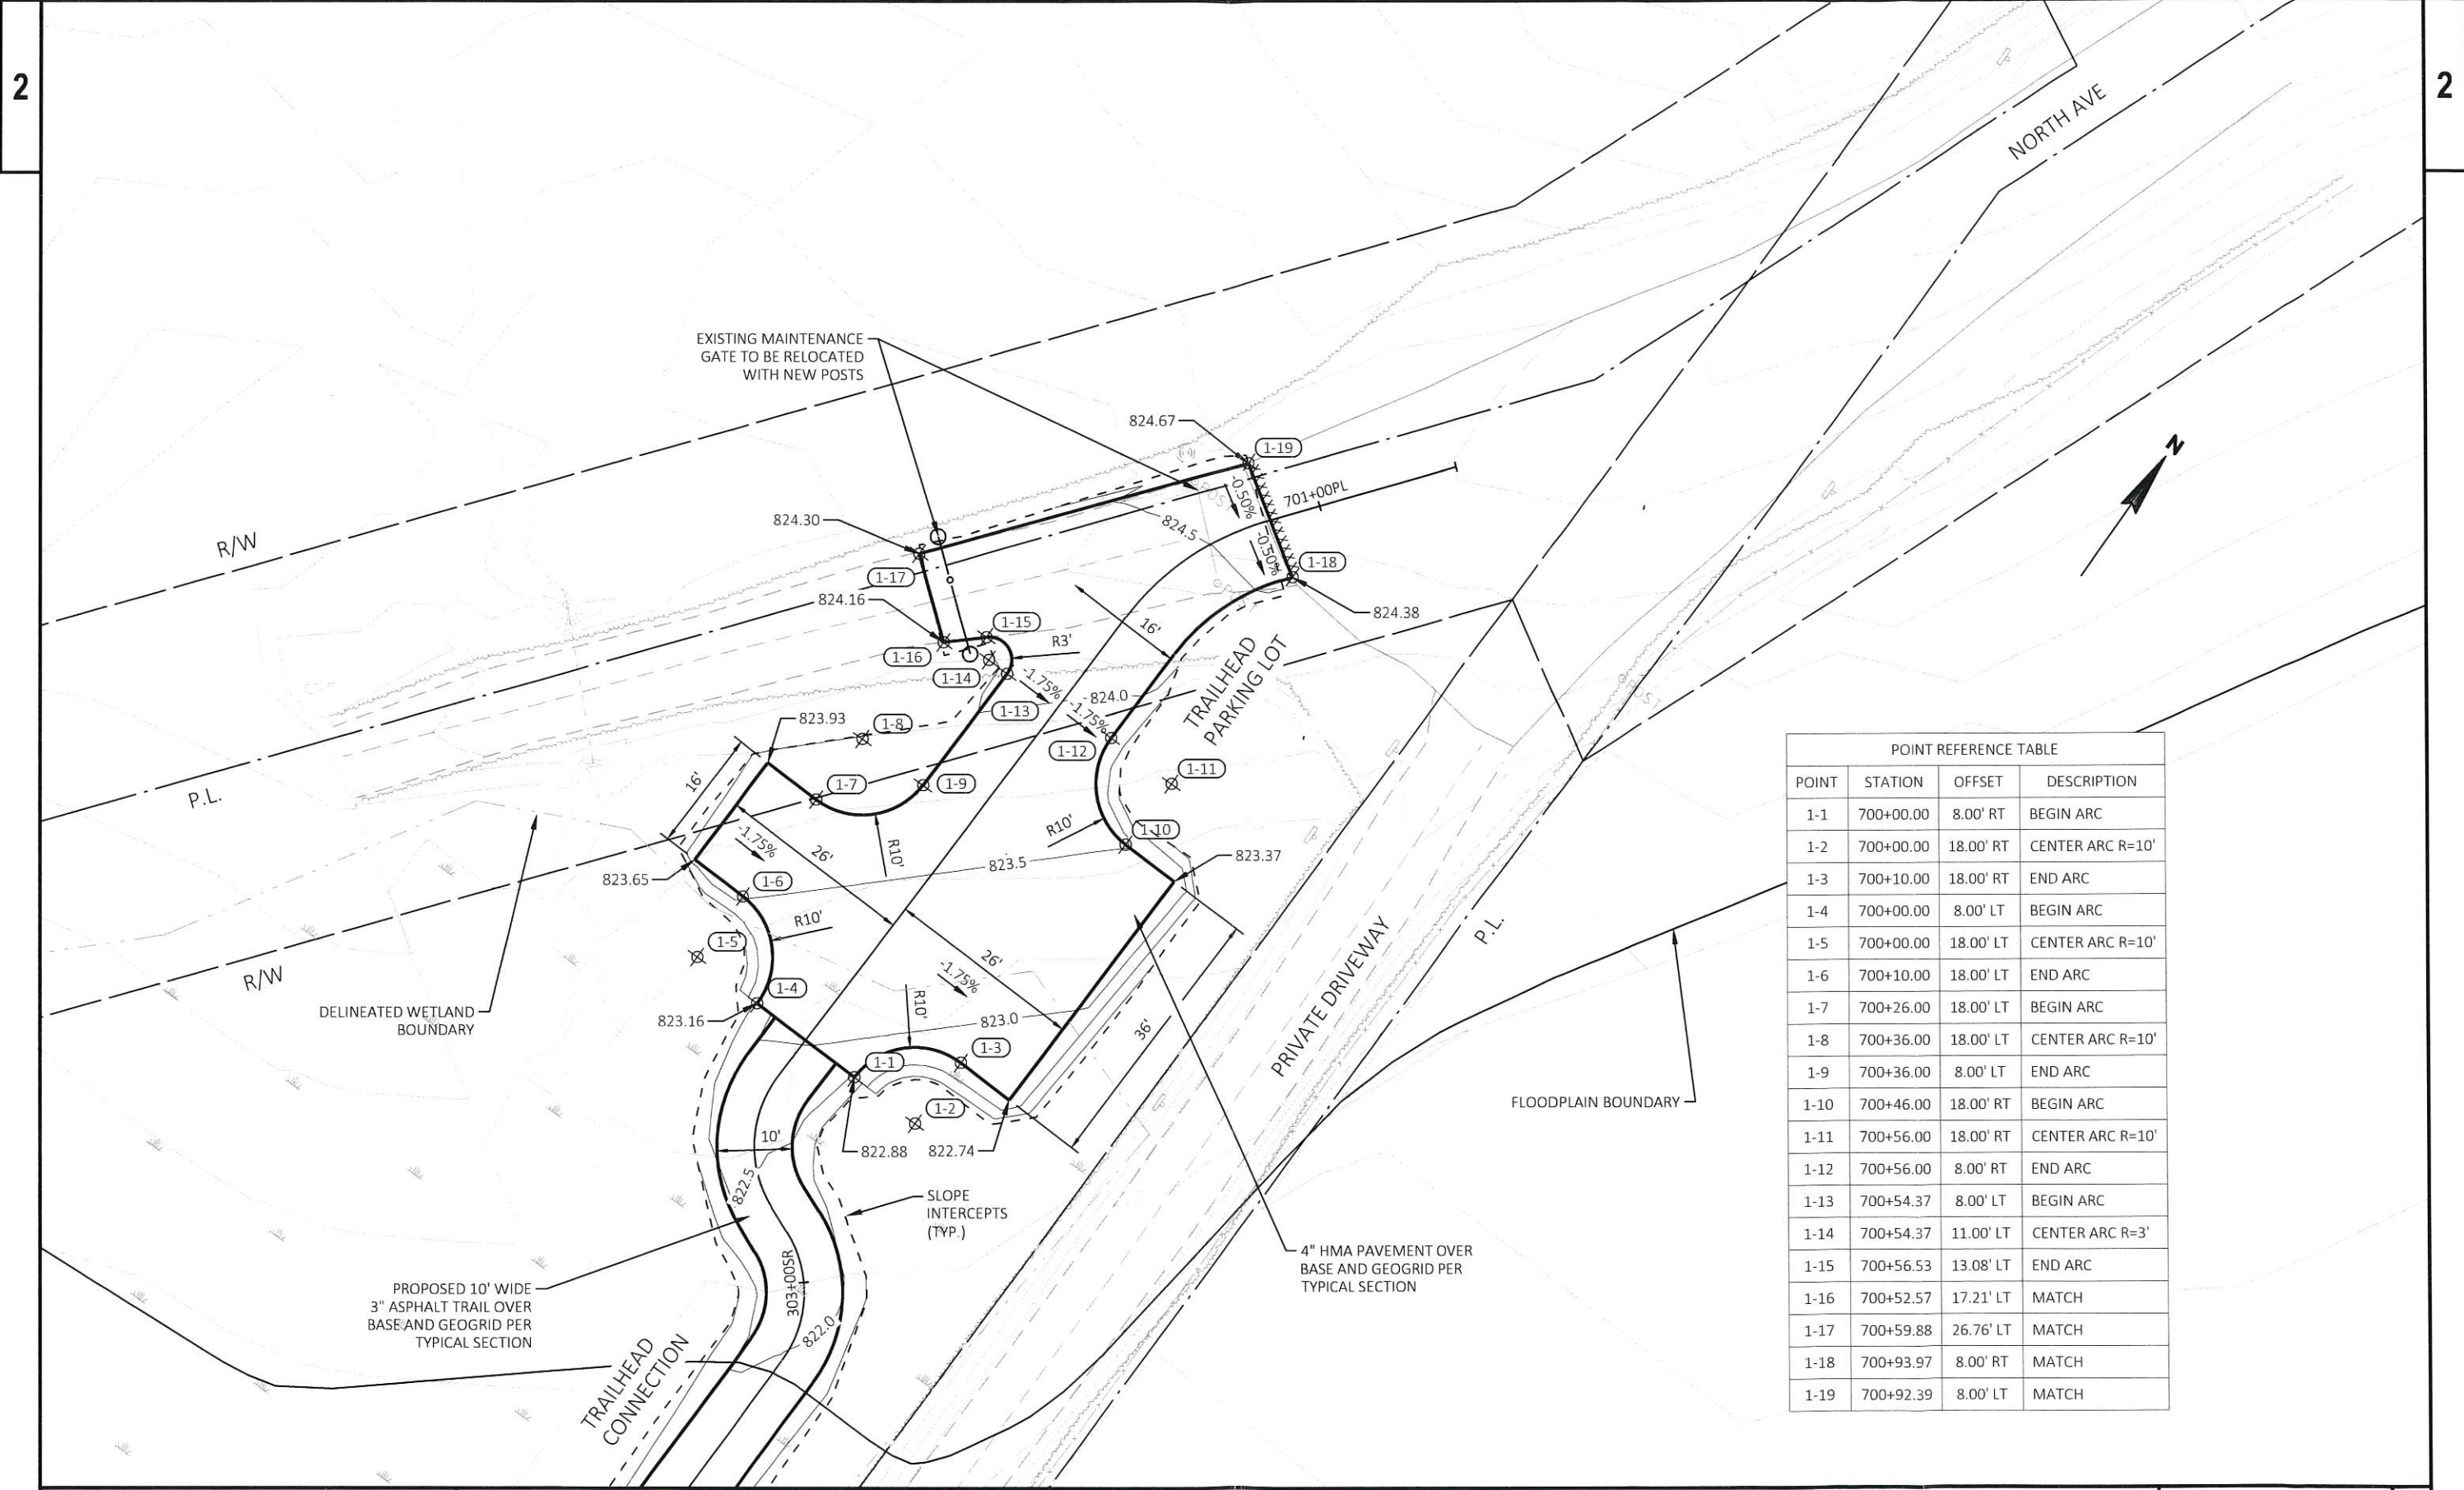 2
2
NORTH AVE
N
EXISTING MAINTENANCE
GATE TO BE RELOCATED
WITH NEW POSTS
824.67
1-19
-0.50%
701+00PL
824.5
-0.50%
824.30
1-17
1-18
824.38
R/W
824.16
1-15
R3'
16'
1-16
1-14
-1.75%
824.0
1-13
TRAILHEAD
PARKING LOT
POST
823.93
1-8
-1.75%
1-12
1-11
16'
1-7
1-9
P.L.
R10'
1-10
-1.75%
26'
R10'
823.5
823.37
823.65
1-6
R10'
1-5
26'
R/W
-1.75%
1-4
R10'
DELINEATED WETLAND
BOUNDARY
823.16
823.0
36'
1-1
1-3
PRIVATE DRIVEWAY
P.L.
1-2
10'
822.88
822.74
FLOODPLAIN BOUNDARY
822.5
SLOPE
INTERCEPTS
(TYP.)
303+00SR
4" HMA PAVEMENT OVER
BASE AND GEOGRID PER
TYPICAL SECTION
PROPOSED 10' WIDE
3" ASPHALT TRAIL OVER
BASE AND GEOGRID PER
TYPICAL SECTION
822.0
TRAILHEAD
CONNECTION
POINT REFERENCE TABLE
POINT STATION OFFSET DESCRIPTION
1-1 700+00.00 8.00' RT BEGIN ARC
1-2 700+00.00 18.00' RT CENTER ARC R=10'
1-3 700+10.00 18.00' RT END ARC
1-4 700+00.00 8.00' LT BEGIN ARC
1-5 700+00.00 18.00' LT CENTER ARC R=10'
1-6 700+10.00 18.00' LT END ARC
1-7 700+26.00 18.00' LT BEGIN ARC
1-8 700+36.00 18.00' LT CENTER ARC R=10'
1-9 700+36.00 8.00' LT END ARC
1-10 700+46.00 18.00' RT BEGIN ARC
1-11 700+56.00 18.00' RT CENTER ARC R=10'
1-12 700+56.00 8.00' RT END ARC
1-13 700+54.37 8.00' LT BEGIN ARC
1-14 700+54.37 11.00' LT CENTER ARC R=3'
1-15 700+56.53 13.08' LT END ARC
1-16 700+52.57 17.21' LT MATCH
1-17 700+59.88 26.76' LT MATCH
1-18 700+93.97 8.00' RT MATCH
1-19 700+92.39 8.00' LT MATCH